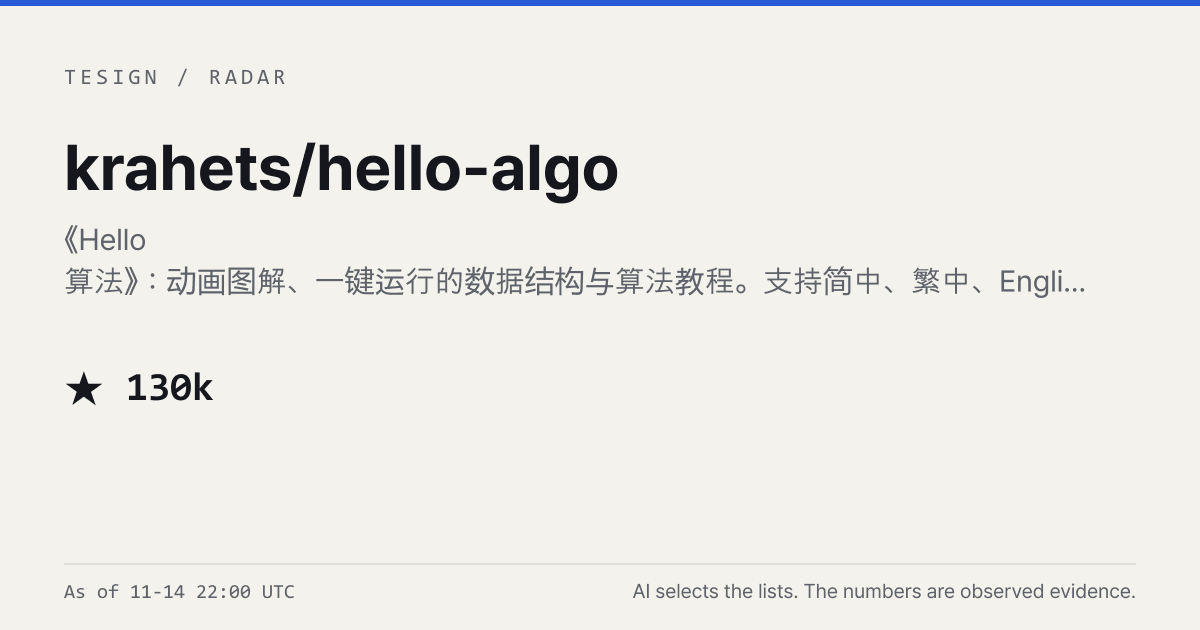 TESIGN / RADAR
krahets/hello-algo
《Hello
算法》：动画图解、一键运行的数据结构与算法教程。支持简中、繁中、Engli…
★ 130k
As of 11-14 22:00 UTC
AI selects the lists. The numbers are observed evidence.